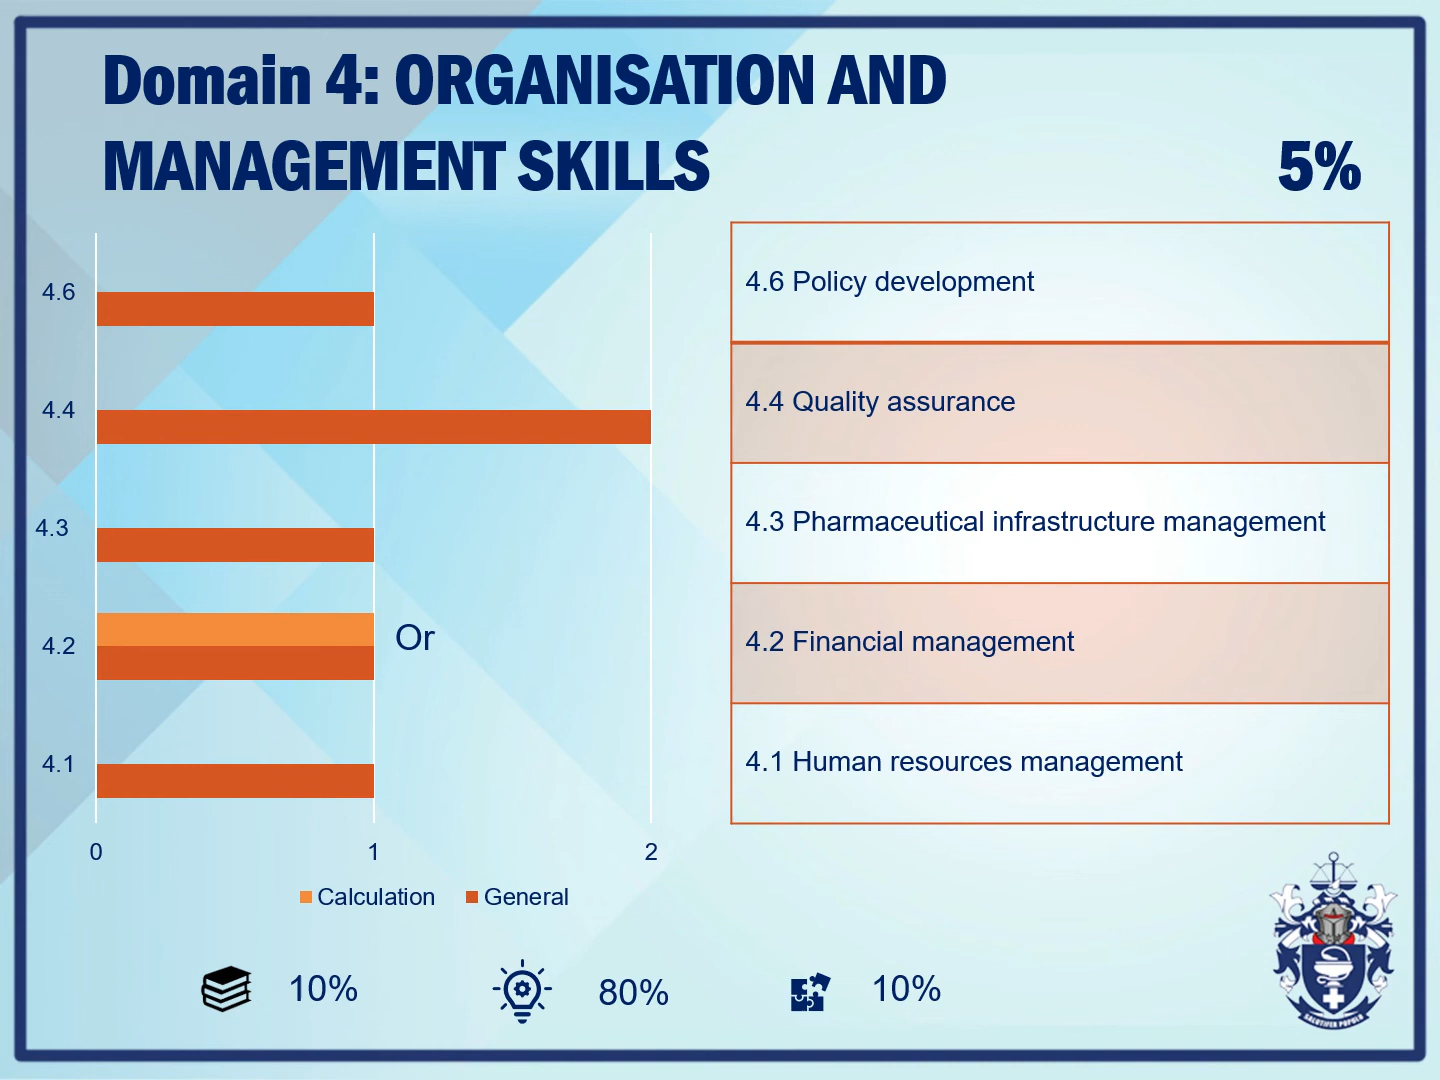 Domain 4: ORGANISATION AND
MANAGEMENT SKILLS
5%
4.6
4.4
4.3
4.2
4.1
Or
0
1
2
Calculation
General
4.6 Policy development
4.4 Quality assurance
4.3 Pharmaceutical infrastructure management
4.2 Financial management
4.1 Human resources management
10%
80%
10%
SALUTIFER POPULO